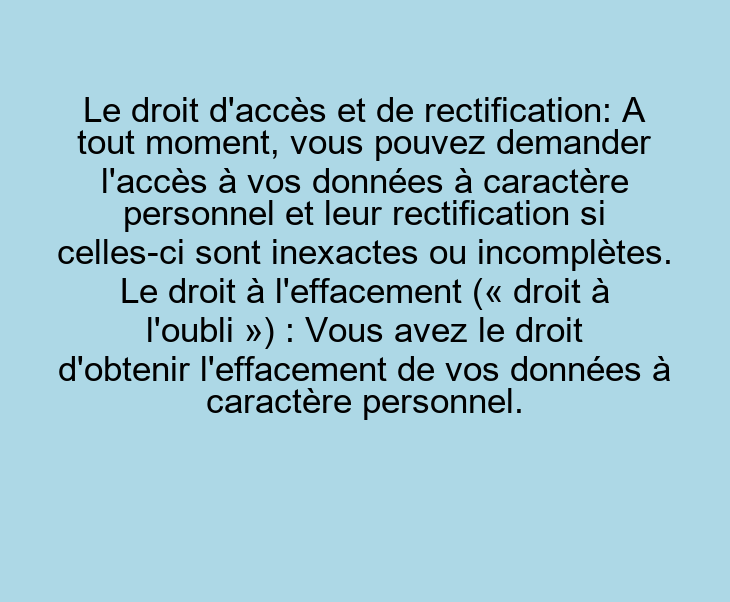 Le droit d'accès et de rectification: A
tout moment, vous pouvez demander
l'accès à vos données à caractère
personnel et leur rectification si
celles-ci sont inexactes ou incomplètes.
Le droit à l'effacement (« droit à
l'oubli ») : Vous avez le droit
d'obtenir l'effacement de vos données à
caractère personnel.